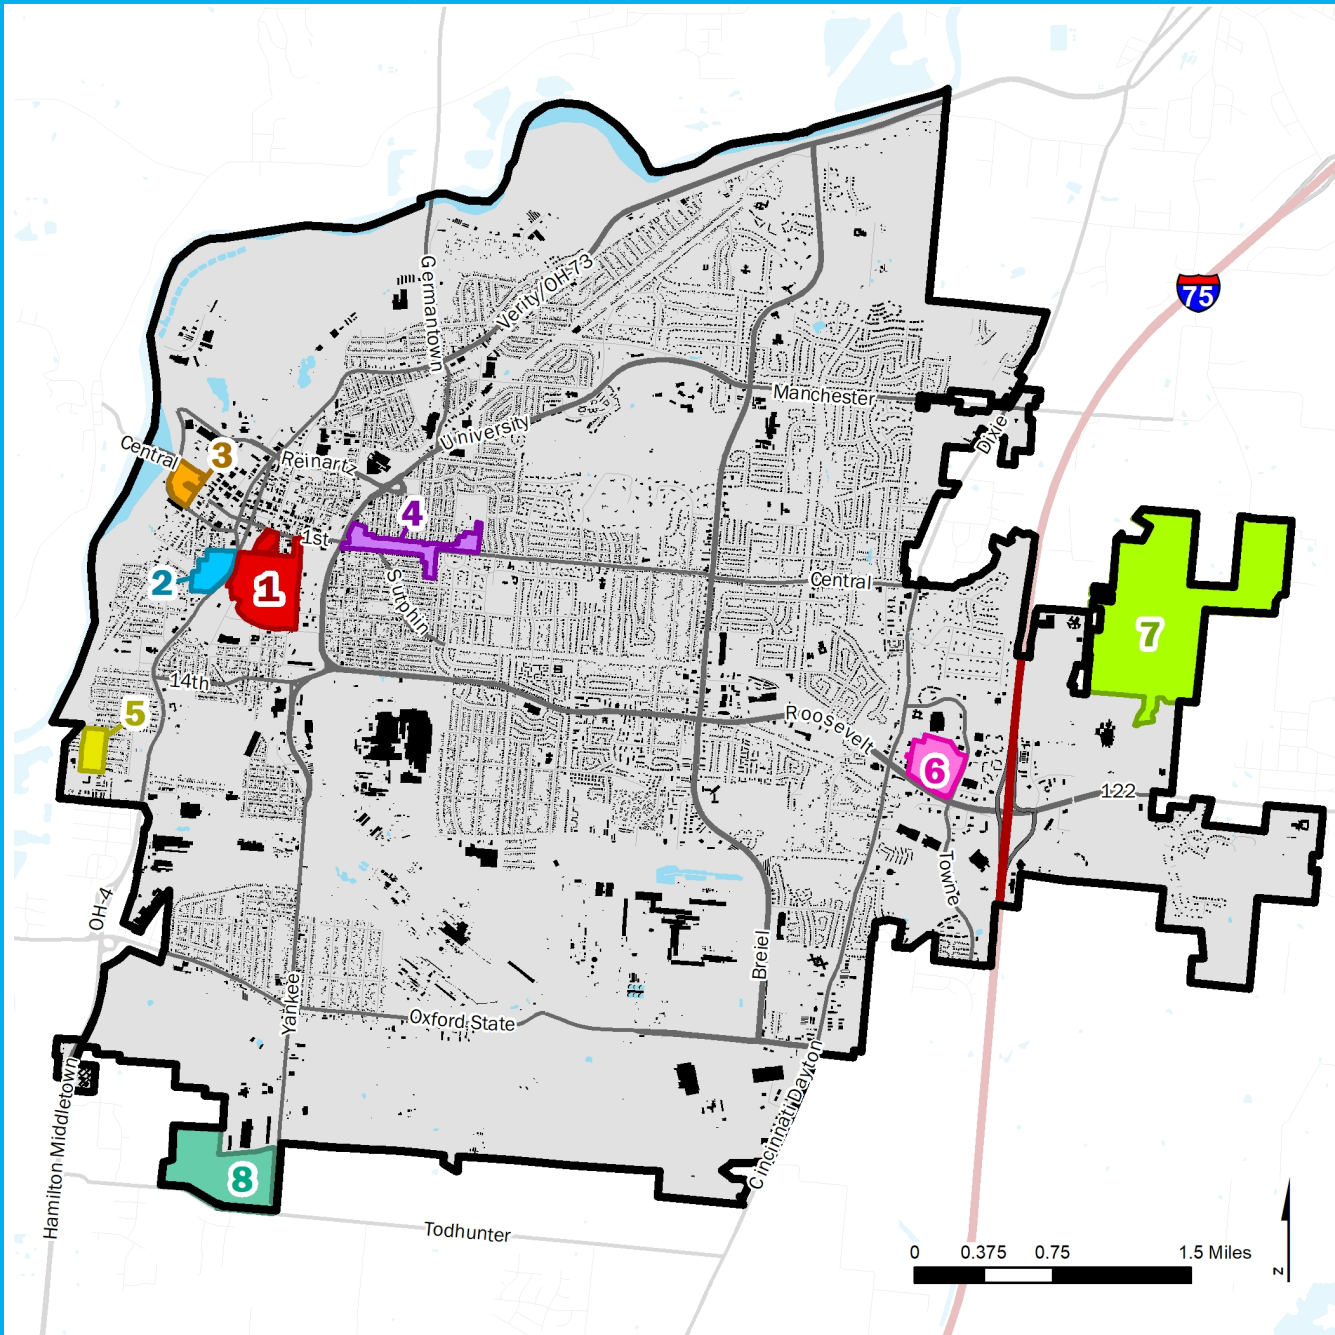 Germantown
Verity/OH-73
75
Manchester
University
Dixie
Central
3
Reinartz
4
1st
2
1
Surphin
Central
7
14th
5
Roosevelt
6
122
Towne
OH-4
Breiel
Yankee
Oxford State
Hamilton Middletown
Cincinnati Dayton
8
Todhunter
0 0.375 0.75 1.5 Miles
z